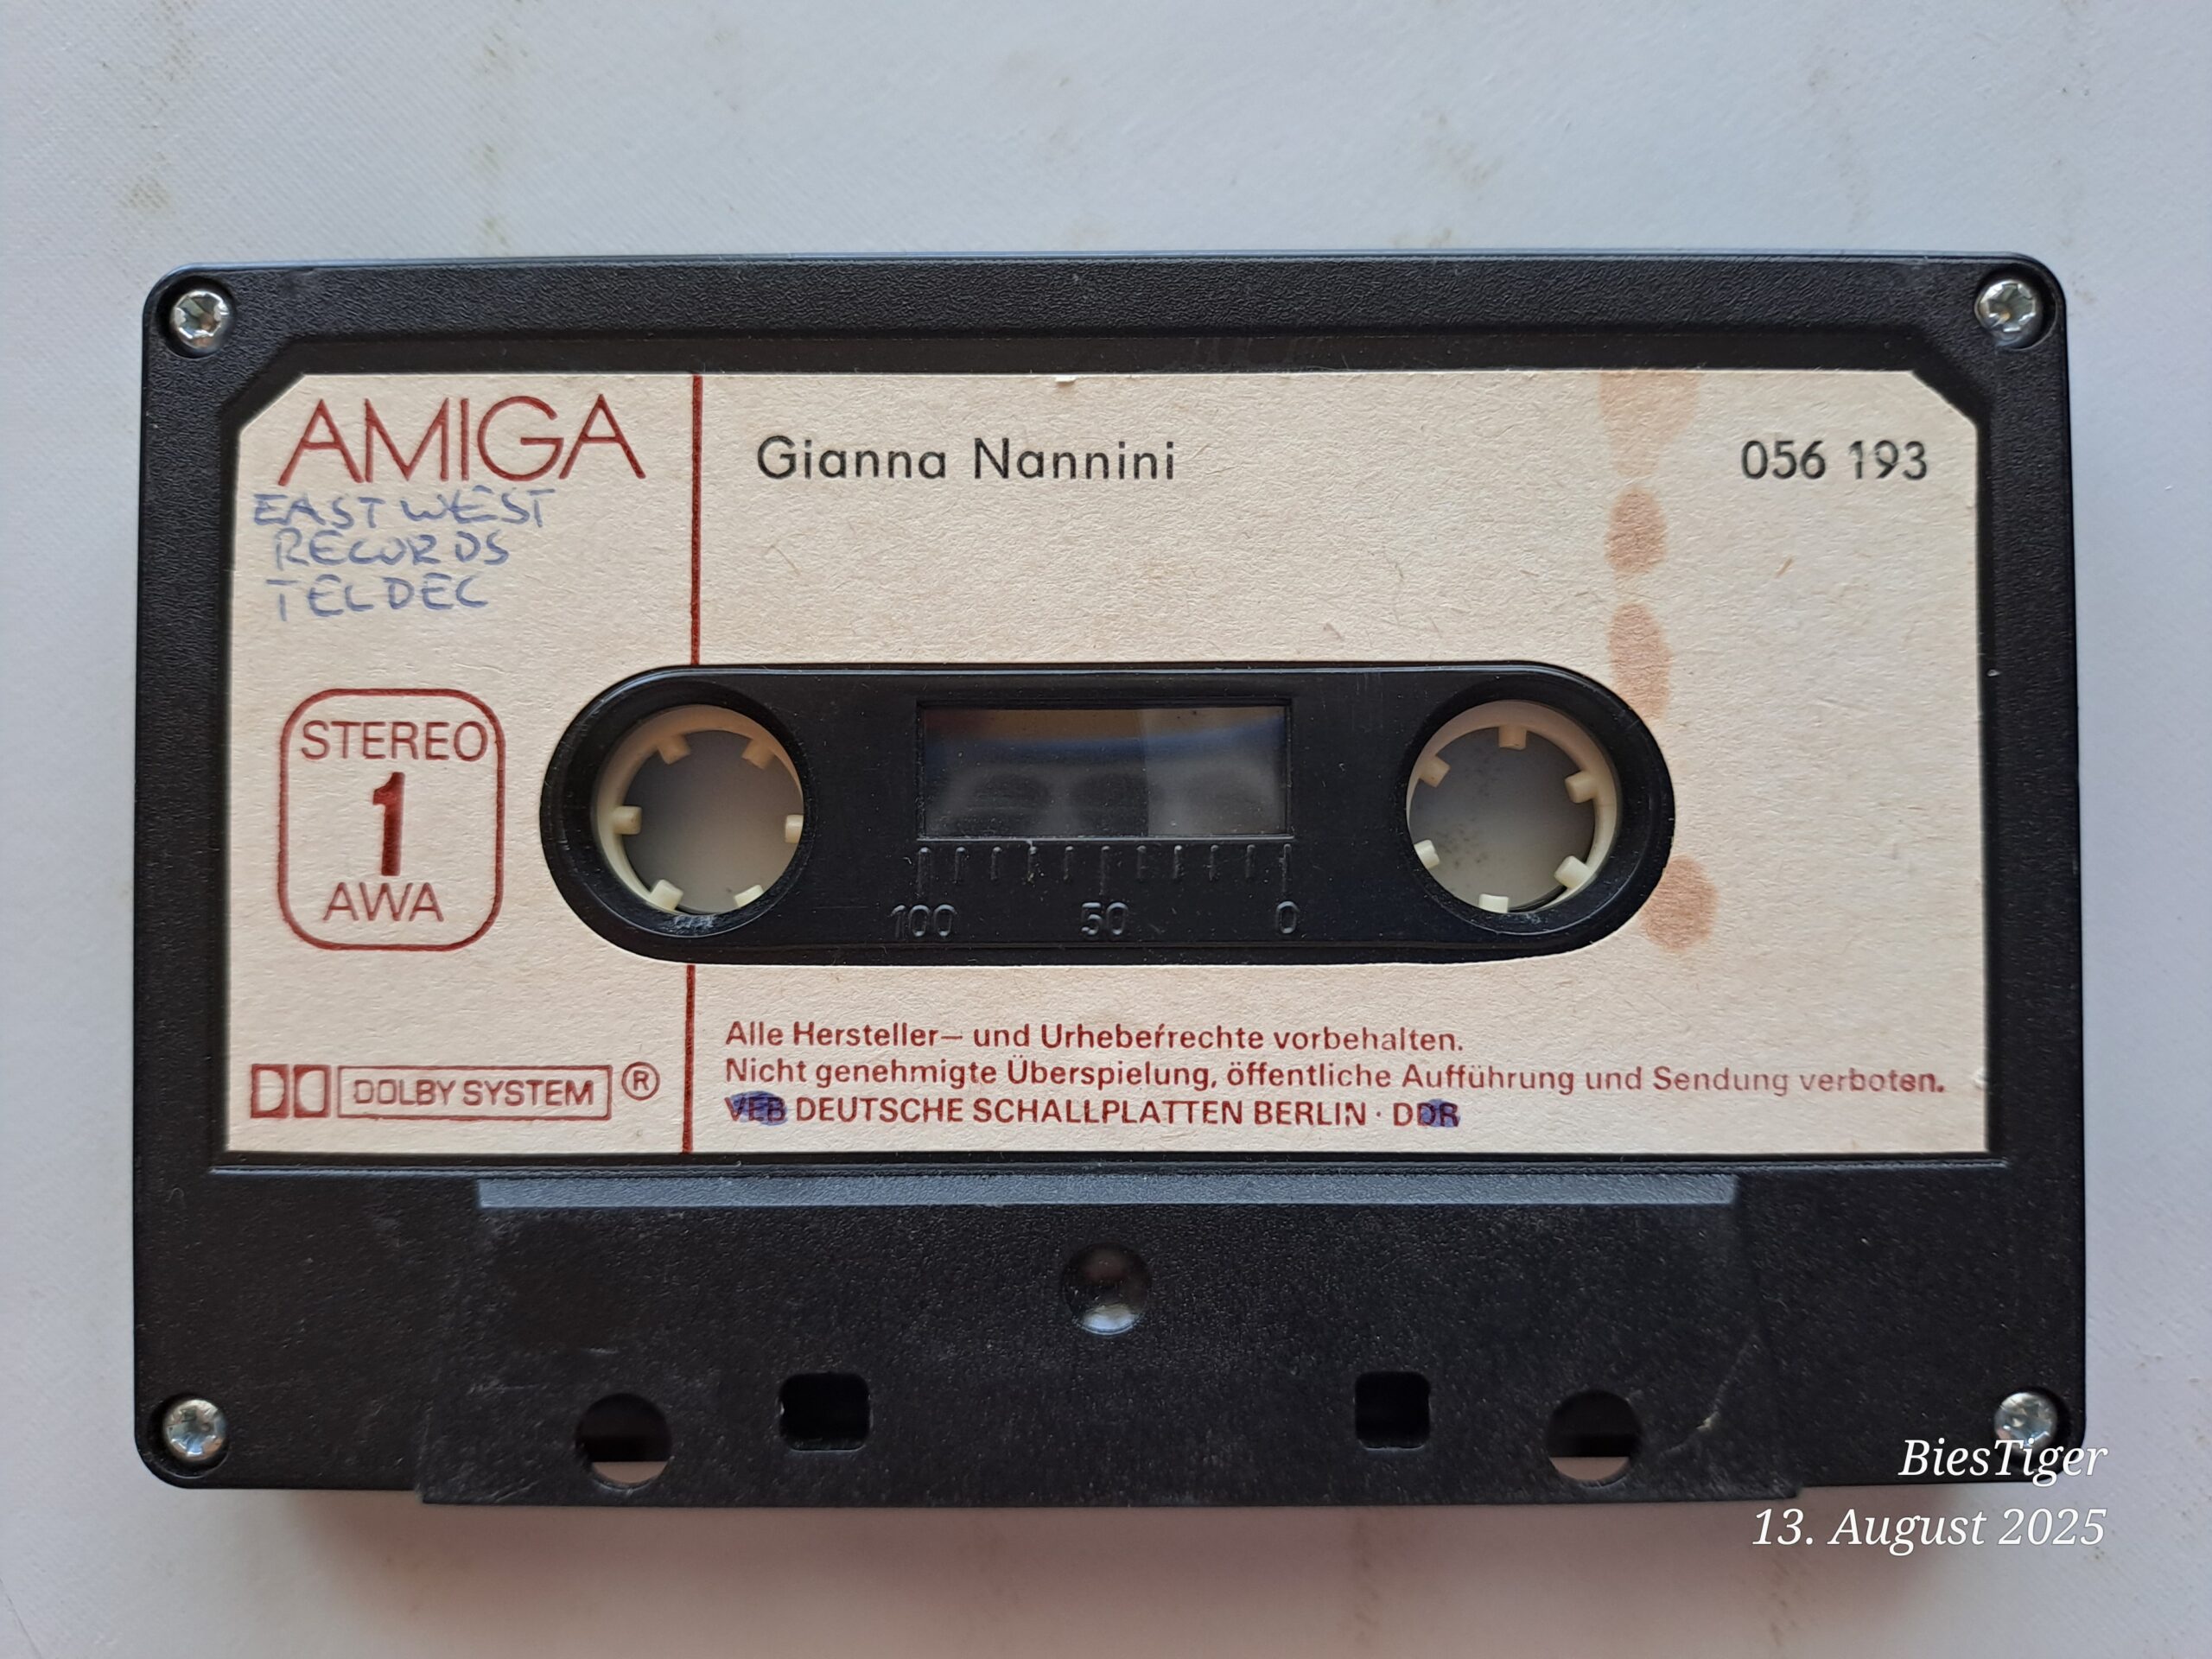 AMIGA
EAST WEST
RECORDS
TELDEC
Gianna Nannini
056 193
STEREO
1
AWA
100 50 0
DOLBY SYSTEM ®
Alle Hersteller— und Urheberrechte vorbehalten.
Nicht genehmigte Überspielung, öffentliche Aufführung und Sendung verboten.
VEB DEUTSCHE SCHALLPLATTEN BERLIN · DDR
BiesTiger
13. August 2025